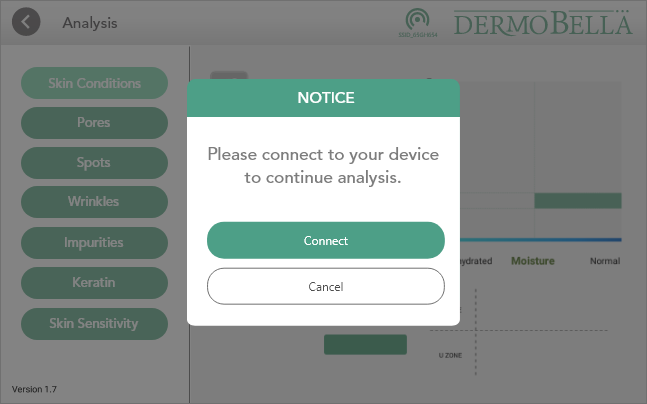 Analysis
DERMOBELLA
Skin Conditions
Pores
Spots
Wrinkles
Impurities
Keratin
Skin Sensitivity
Version 1.7
NOTICE
Please connect to your device
to continue analysis.
Connect
Cancel
Moisture
Normal
U ZONE